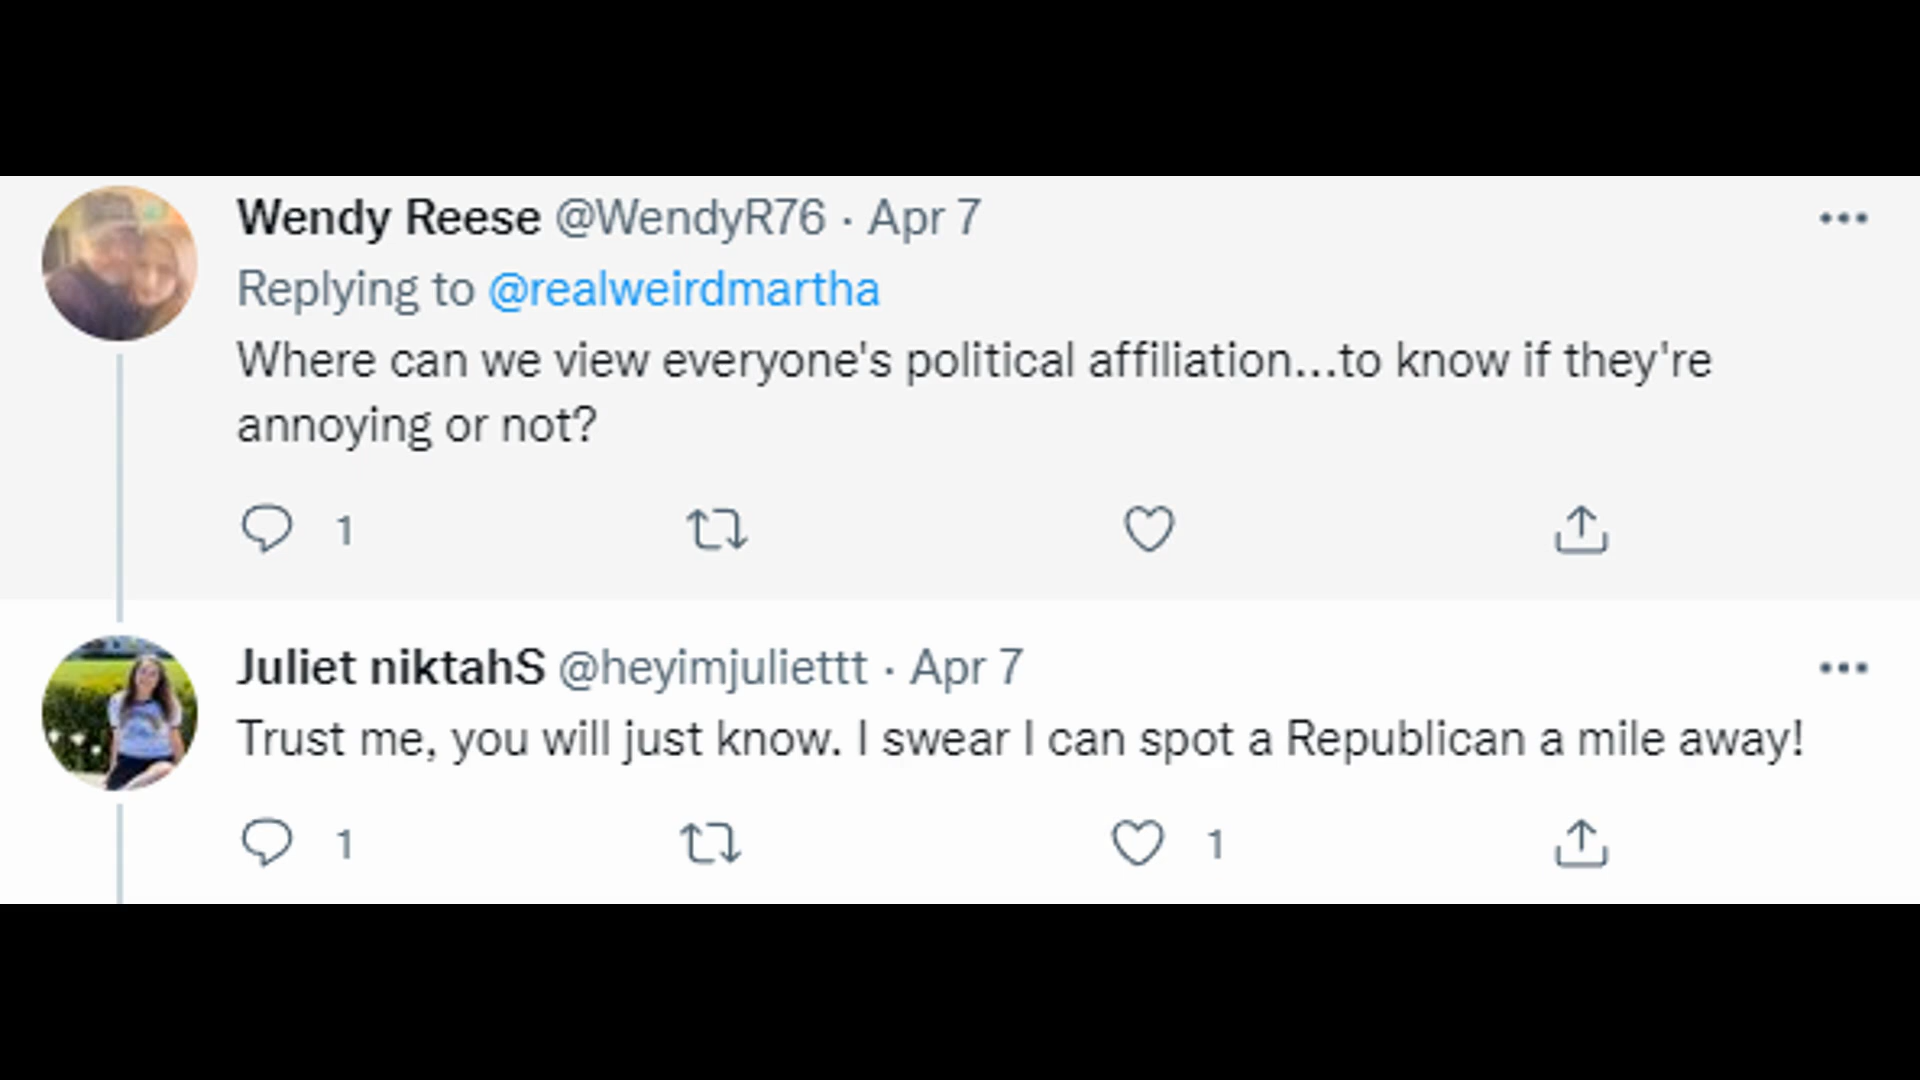 Wendy Reese @WendyR76 · Apr 7
Replying to @realweirdmartha
Where can we view everyone's political affiliation...to know if they're
annoying or not?
1
Juliet niktahS @heyimjuliettt · Apr 7
Trust me, you will just know. I swear I can spot a Republican a mile away!
1 1